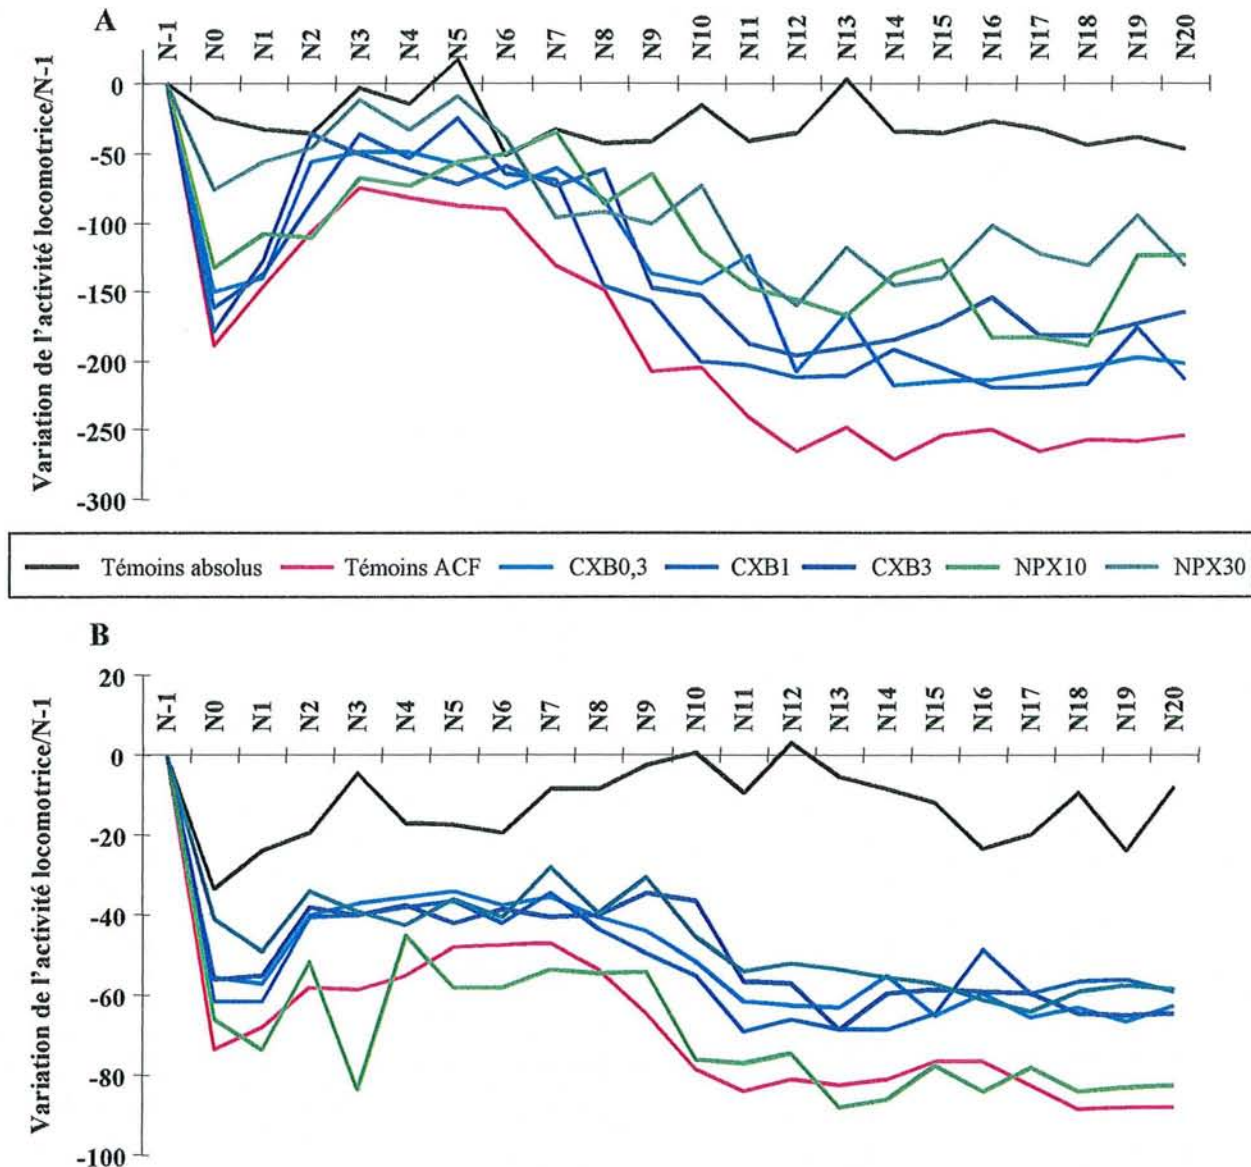 A
N-1 N0 N1 N2 N3 N4 N5 N6 N7 N8 N9 N10 N11 N12 N13 N14 N15 N16 N17 N18 N19 N20
0
-50
-100
-150
-200
-250
-300
Variation de l'activité locomotrice/N-1
Témoins absolus Témoins ACF CXB0,3 CXB1 CXB3 NPX10 NPX30
B
20
N-1 N0 N1 N2 N3 N4 N5 N6 N7 N8 N9 N10 N11 N12 N13 N14 N15 N16 N17 N18 N19 N20
0
-20
-40
-60
-80
-100
Variation de l'activité locomotrice/N-1